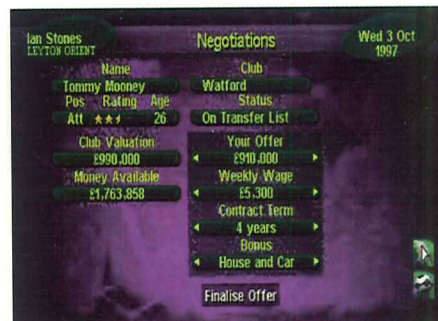 Ian Stones
LEYTON ORIENT
Negotiations
Wed 3 Oct
1997
Name
Tommy Mooney
Pos Rating Age
Att 26
Club Valuation
£990,000
Money Available
£1,763,858
Club
Watford
Status
On Transfer List
Your Offer
£910,000
Weekly Wage
£5,300
Contract Term
4 years
Bonus
House and Car
Finalise Offer